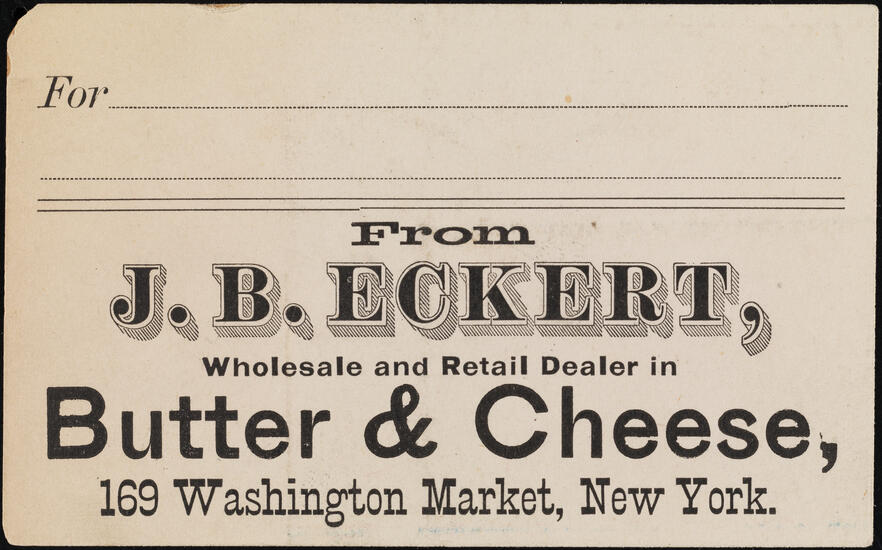 For
From
J. B. ECKERT,
Wholesale and Retail Dealer in
Butter & Cheese,
169 Washington Market, New York.